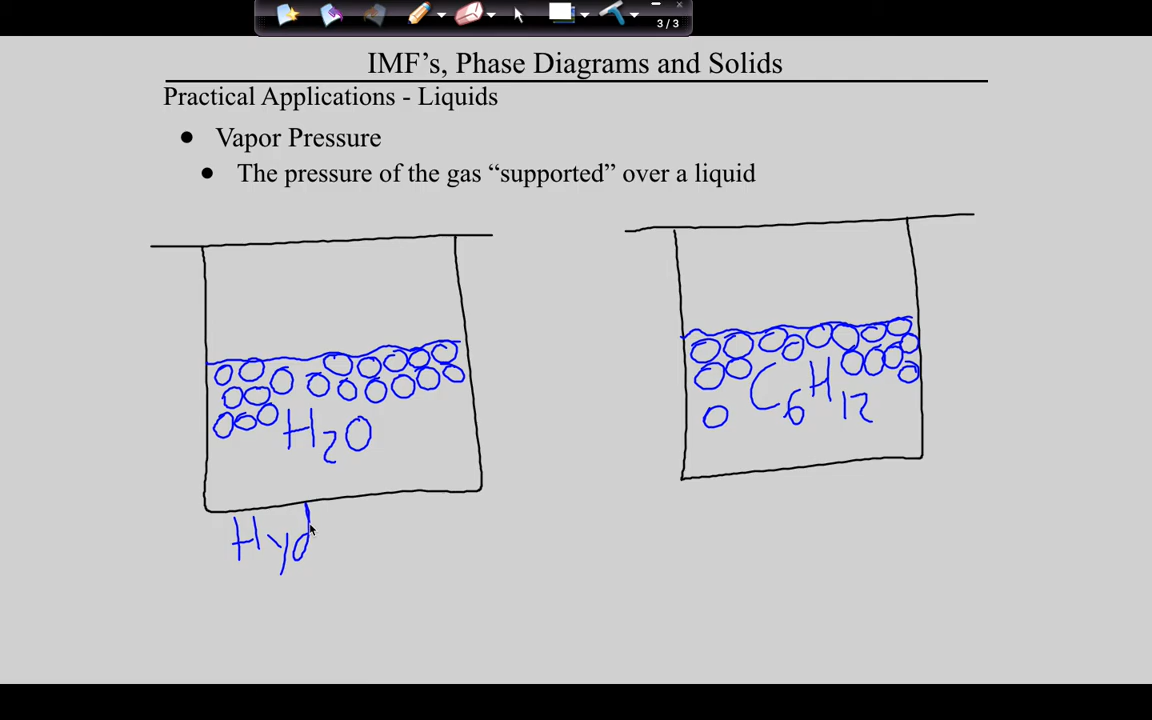 3/3
IMF's, Phase Diagrams and Solids
Practical Applications - Liquids
• Vapor Pressure
• The pressure of the gas “supported” over a liquid
H2O
C6H12
Hyd